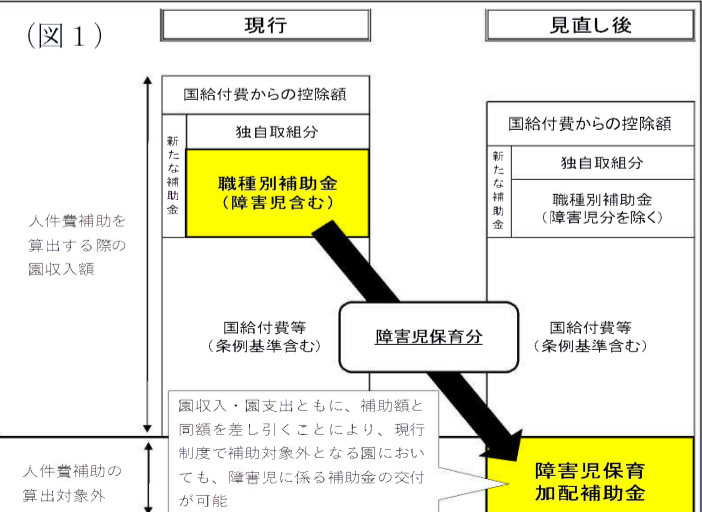 （図１）
現行
見直し後
国給付費からの控除額
新たな補助金
独自取組分
職種別補助金
（障害児含む）
国給付費等
（条例基準含む）
人件費補助を
算出する際の
園収入額
障害児保育分
国給付費からの控除額
新たな補助金
独自取組分
職種別補助金
（障害児分を除く）
国給付費等
（条例基準含む）
園収入・園支出ともに、補助額と
同額を差し引くことにより、現行
制度で補助対象外となる園におい
ても、障害児に係る補助金の交付
が可能
人件費補助の
算出対象外
障害児保育
加配補助金